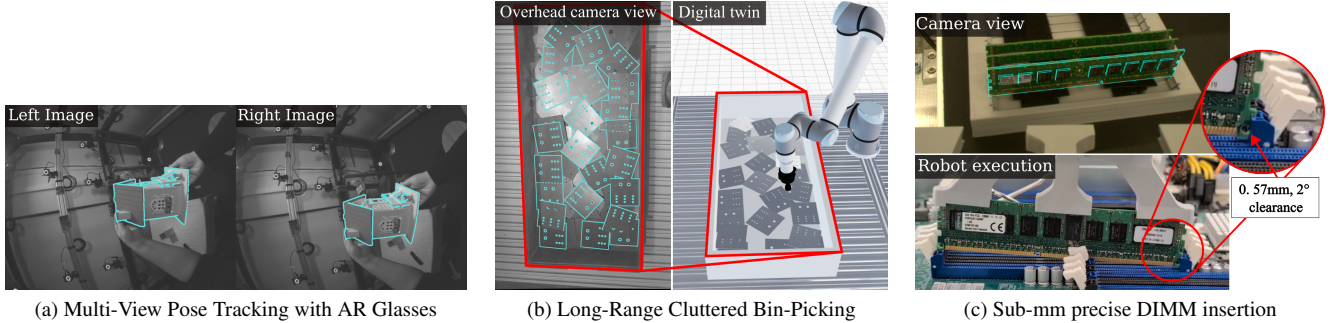 Left Image
Right Image
Overhead camera view
Digital twin
Camera view
Robot execution
0. 57mm, 2°
clearance
(a) Multi-View Pose Tracking with AR Glasses
(b) Long-Range Cluttered Bin-Picking
(c) Sub-mm precise DIMM insertion